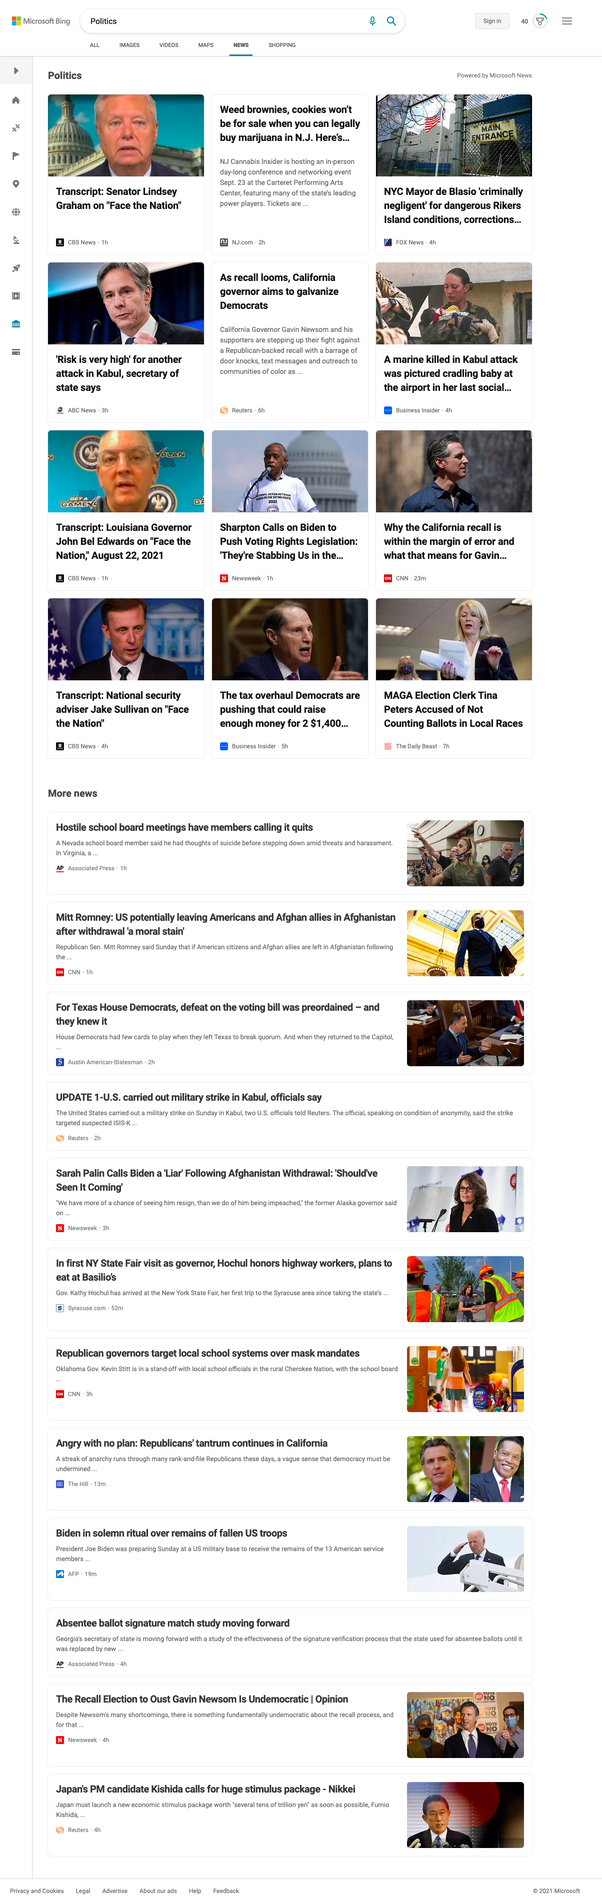 Microsoft Bing
Politics
Sign in
40
ALL
IMAGES
VIDEOS
MAPS
NEWS
SHOPPING
Politics
Powered by Microsoft News
Transcript: Senator Lindsey
Graham on "Face the Nation"
CBS News · 1h
Weed brownies, cookies won't
be for sale when you can legally
buy marijuana in N.J. Here's…
NJ Cannabis Insider is hosting an in-person
day-long conference and networking event
Sept. 23 at the Carteret Performing Arts
Center, featuring many of the state's leading
power players. Tickets are ...
NJ.com · 2h
MAIN
ENTRANCE
NYC Mayor de Blasio 'criminally
negligent' for dangerous Rikers
Island conditions, corrections…
FOX News · 4h
'Risk is very high' for another
attack in Kabul, secretary of
state says
ABC News · 3h
As recall looms, California
governor aims to galvanize
Democrats
California Governor Gavin Newsom and his
supporters are stepping up their fight against
a Republican-backed recall with a barrage of
door knocks, text messages and outreach to
communities of color as ...
Reuters · 6h
A marine killed in Kabul attack
was pictured cradling baby at
the airport in her last social…
Business Insider · 4h
Transcript: Louisiana Governor
John Bel Edwards on "Face the
Nation," August 22, 2021
CBS News · 1h
Sharpton Calls on Biden to
Push Voting Rights Legislation:
'They're Stabbing Us in the…
Newsweek · 1h
Why the California recall is
within the margin of error and
what that means for Gavin…
CNN · 23m
Transcript: National security
adviser Jake Sullivan on "Face
the Nation"
CBS News · 4h
The tax overhaul Democrats are
pushing that could raise
enough money for 2 $1,400…
Business Insider · 5h
MAGA Election Clerk Tina
Peters Accused of Not
Counting Ballots in Local Races
The Daily Beast · 7h
More news
Hostile school board meetings have members calling it quits
A Nevada school board member said he had thoughts of suicide before stepping down amid threats and harassment.
In Virginia, a ...
AP Associated Press · 1h
Mitt Romney: US potentially leaving Americans and Afghan allies in Afghanistan
after withdrawal 'a moral stain'
Republican Sen. Mitt Romney said Sunday that if American citizens and Afghan allies are left in Afghanistan following
the ...
CNN · 1h
For Texas House Democrats, defeat on the voting bill was preordained – and
they knew it
House Democrats had few cards to play when they left Texas to break quorum. And when they returned to the Capitol,
...
Austin American-Statesman · 2h
UPDATE 1-U.S. carried out military strike in Kabul, officials say
The United States carried out a military strike on Sunday in Kabul, two U.S. officials told Reuters. The official, speaking on condition of anonymity, said the strike
targeted suspected ISIS-K ...
Reuters · 2h
Sarah Palin Calls Biden a 'Liar' Following Afghanistan Withdrawal: 'Should've
Seen It Coming'
"We have more of a chance of seeing him resign, than we do of him being impeached," the former Alaska governor said
on ...
Newsweek · 3h
In first NY State Fair visit as governor, Hochul honors highway workers, plans to
eat at Basilio's
Gov. Kathy Hochul has arrived at the New York State Fair, her first trip to the Syracuse area since taking the state's ...
Syracuse.com · 52m
Republican governors target local school systems over mask mandates
Oklahoma Gov. Kevin Stitt is in a stand-off with local school officials in the rural Cherokee Nation, with the school board
...
CNN · 3h
Angry with no plan: Republicans' tantrum continues in California
A streak of anarchy runs through many rank-and-file Republicans these days, a vague sense that democracy must be
undermined ...
The Hill · 13m
Biden in solemn ritual over remains of fallen US troops
President Joe Biden was preparing Sunday at a US military base to receive the remains of the 13 American service
members ...
AFP · 19m
Absentee ballot signature match study moving forward
Georgia's secretary of state is moving forward with a study of the effectiveness of the signature verification process that the state used for absentee ballots until it
was replaced by new ...
AP Associated Press · 4h
The Recall Election to Oust Gavin Newsom Is Undemocratic | Opinion
Despite Newsom's many shortcomings, there is something fundamentally undemocratic about the recall process, and
for that ...
Newsweek · 4h
Japan's PM candidate Kishida calls for huge stimulus package - Nikkei
Japan must launch a new economic stimulus package worth "several tens of trillion yen" as soon as possible, Fumio
Kishida, ...
Reuters · 4h
Privacy and Cookies
Legal
Advertise
About our ads
Help
Feedback
© 2021 Microsoft